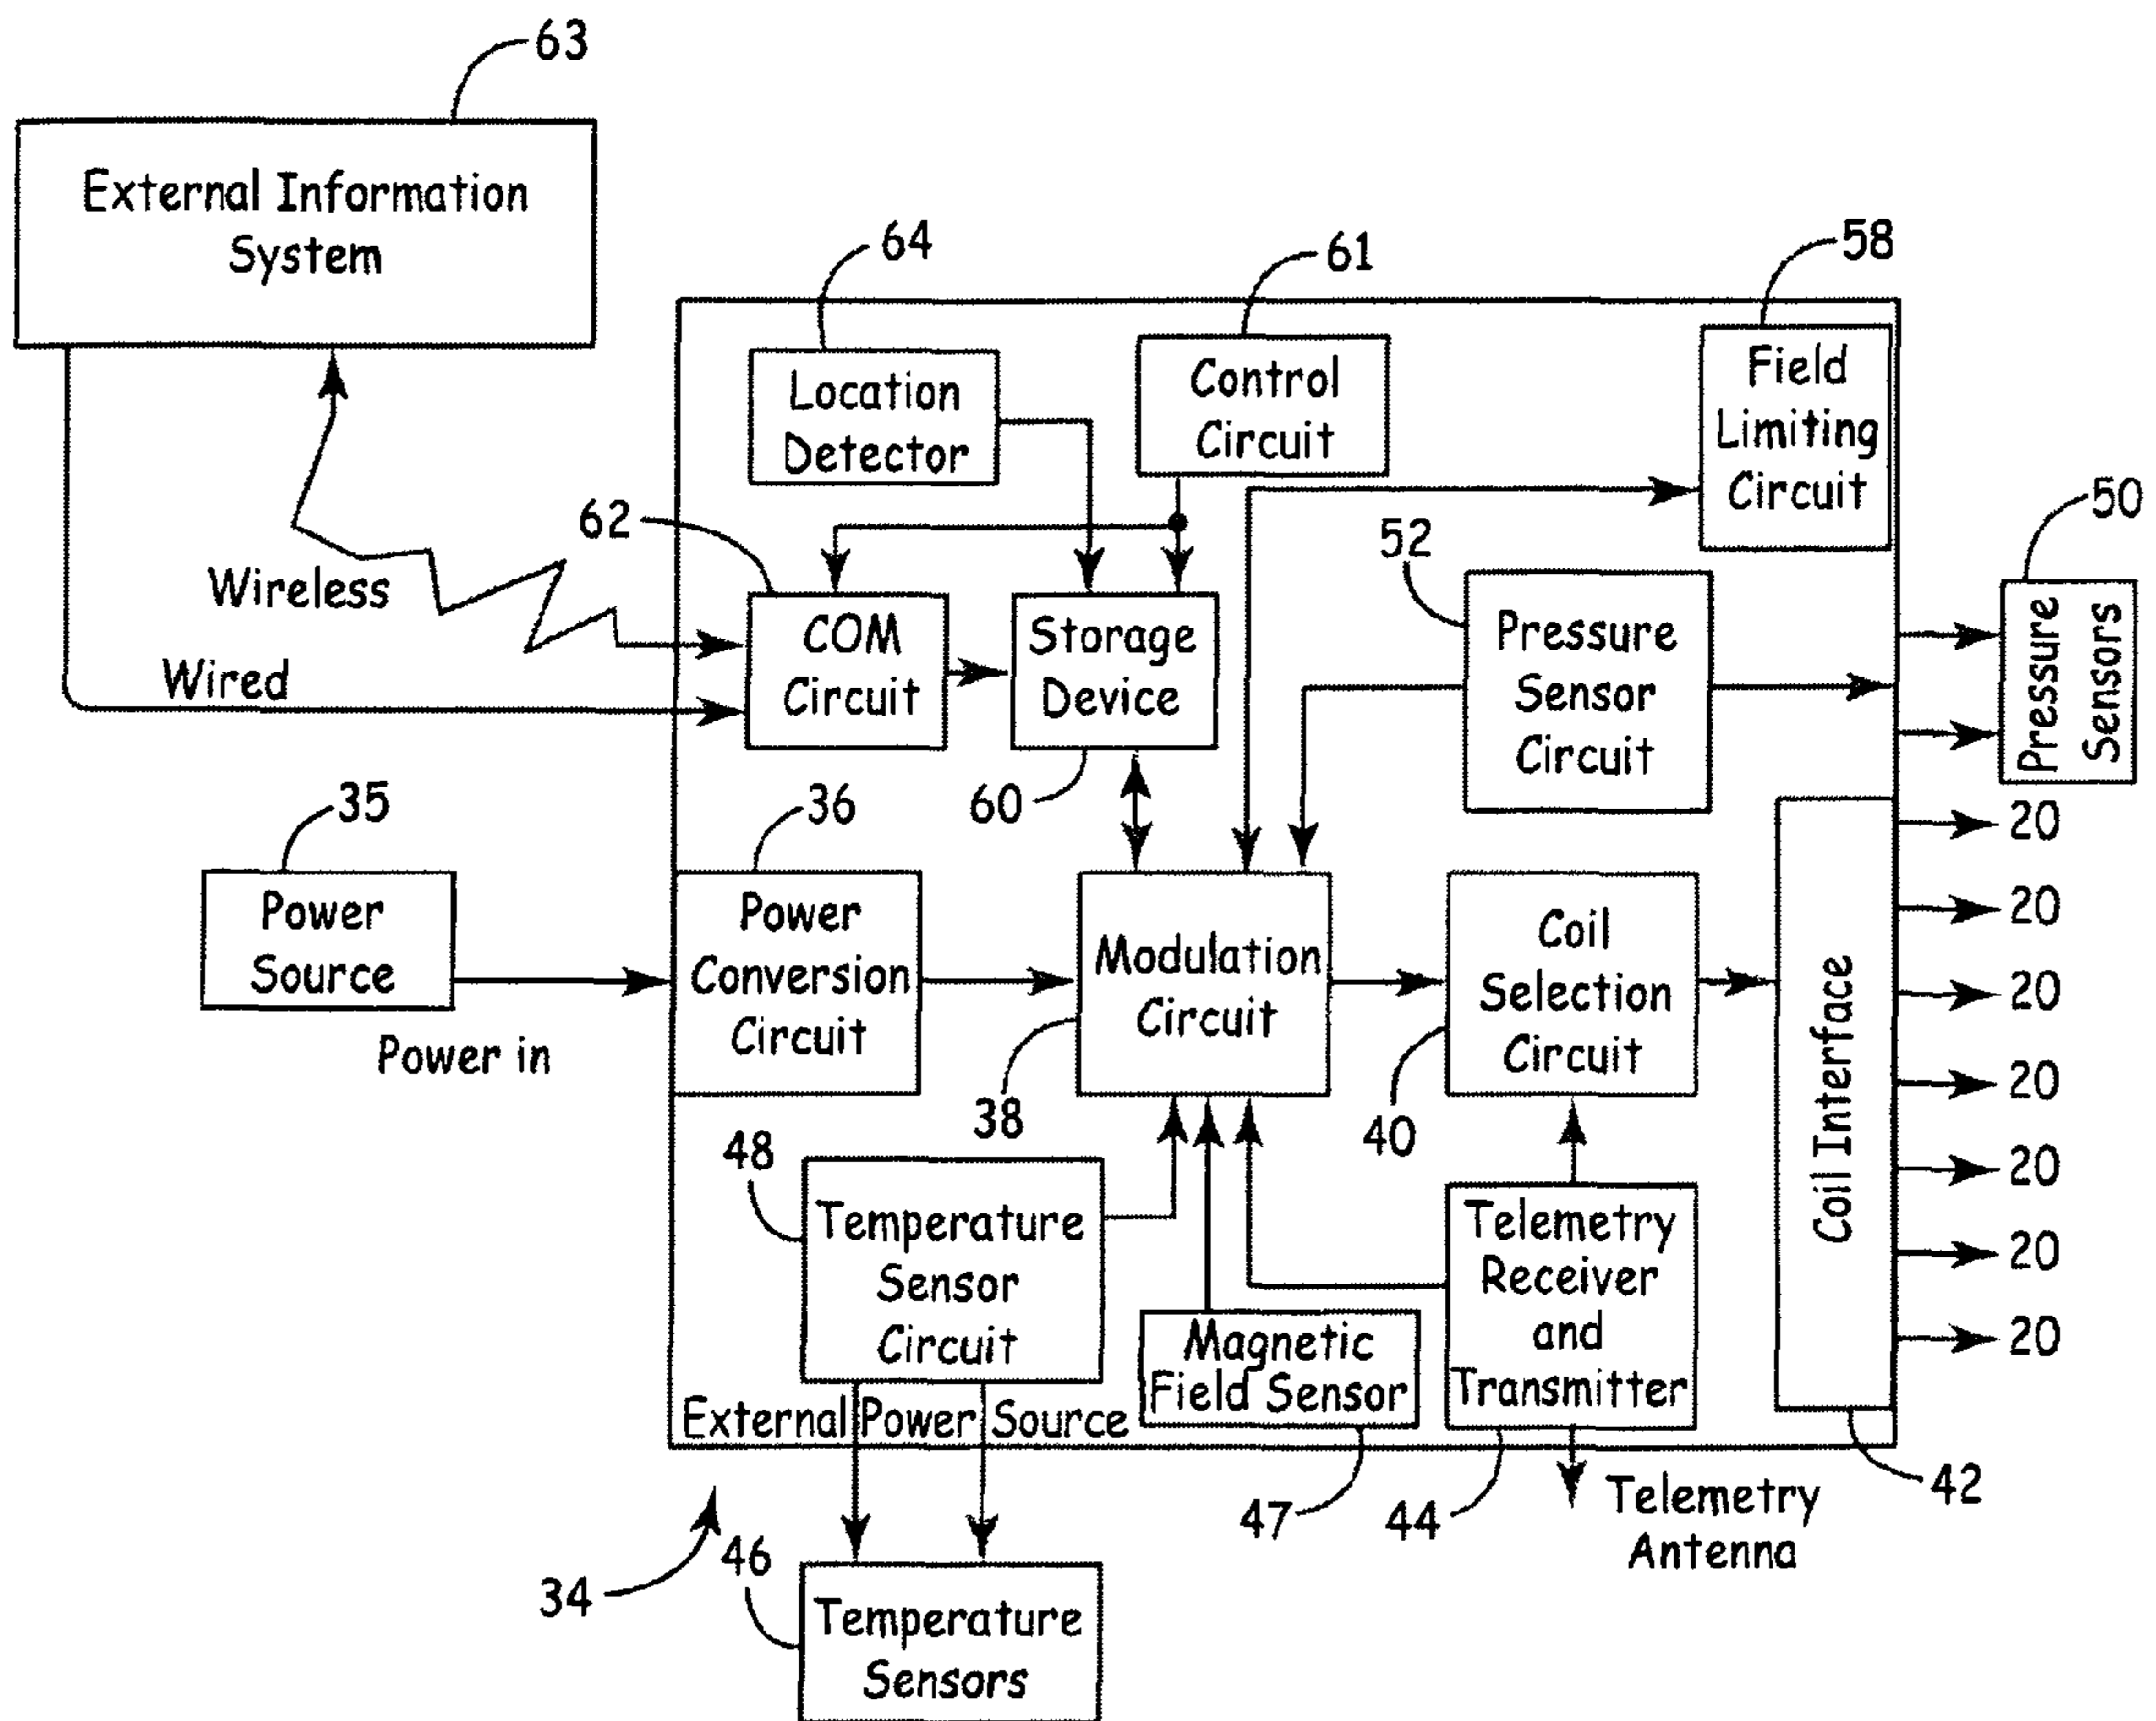 63
External Information
System
64
61
58
Location
Detector
Control
Circuit
Field
Limiting
Circuit
62
52
50
Wireless
Wired
COM
Circuit
Storage
Device
Pressure
Sensor
Circuit
Pressure
Sensors
35
36
60
20
20
20
20
20
20
20
Power
Source
Power in
Power
Conversion
Circuit
Modulation
Circuit
Coil
Selection
Circuit
Coil Interface
38
40
48
Temperature
Sensor
Circuit
Magnetic
Field Sensor
Telemetry
Receiver
and
Transmitter
External Power Source
47
44
42
Telemetry
Antenna
34
46
Temperature
Sensors